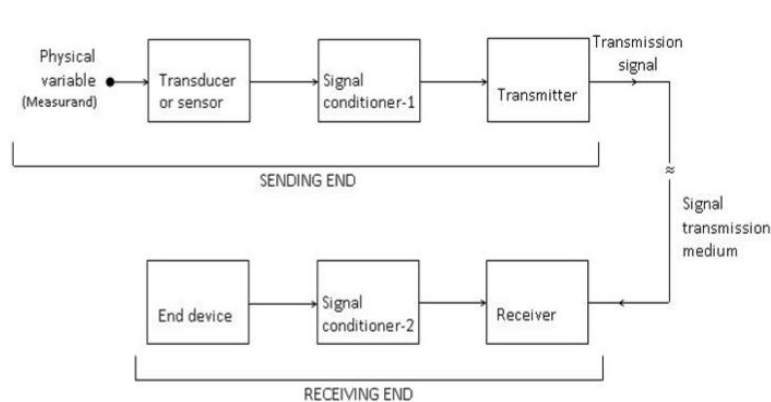 Physical
variable
(Measurand)
Transducer
or sensor
Signal
conditioner-1
Transmitter
Transmission
signal
SENDING END
Signal
transmission
medium
End device
Signal
conditioner-2
Receiver
RECEIVING END